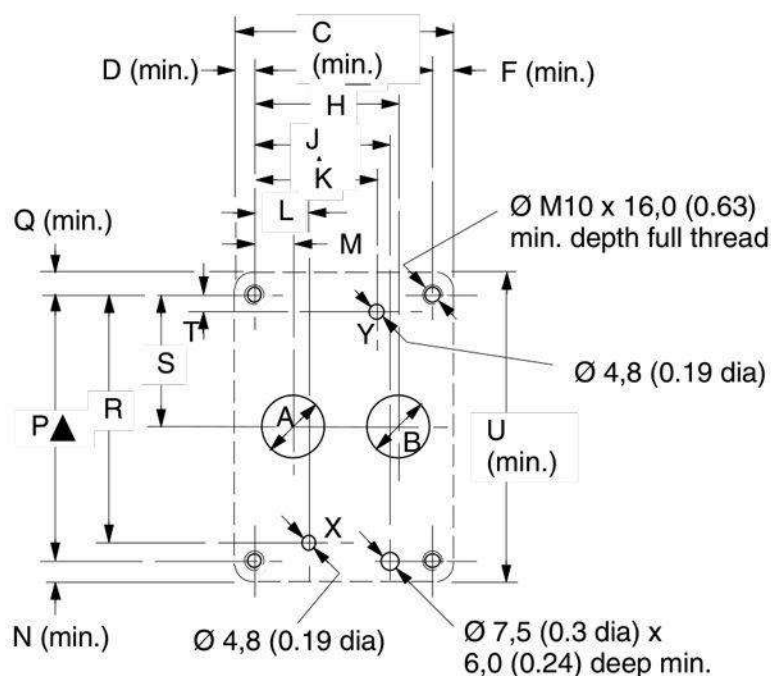 C
(min.)
D (min.)
F (min.)
H
J
K
L
M
Q (min.)
Ø M10 x 16,0 (0.63)
min. depth full thread
T
Y
S
Ø 4,8 (0.19 dia)
R
P▲
A
B
U
(min.)
X
N (min.)
Ø 4,8 (0.19 dia)
Ø 7,5 (0.3 dia) x
6,0 (0.24) deep min.